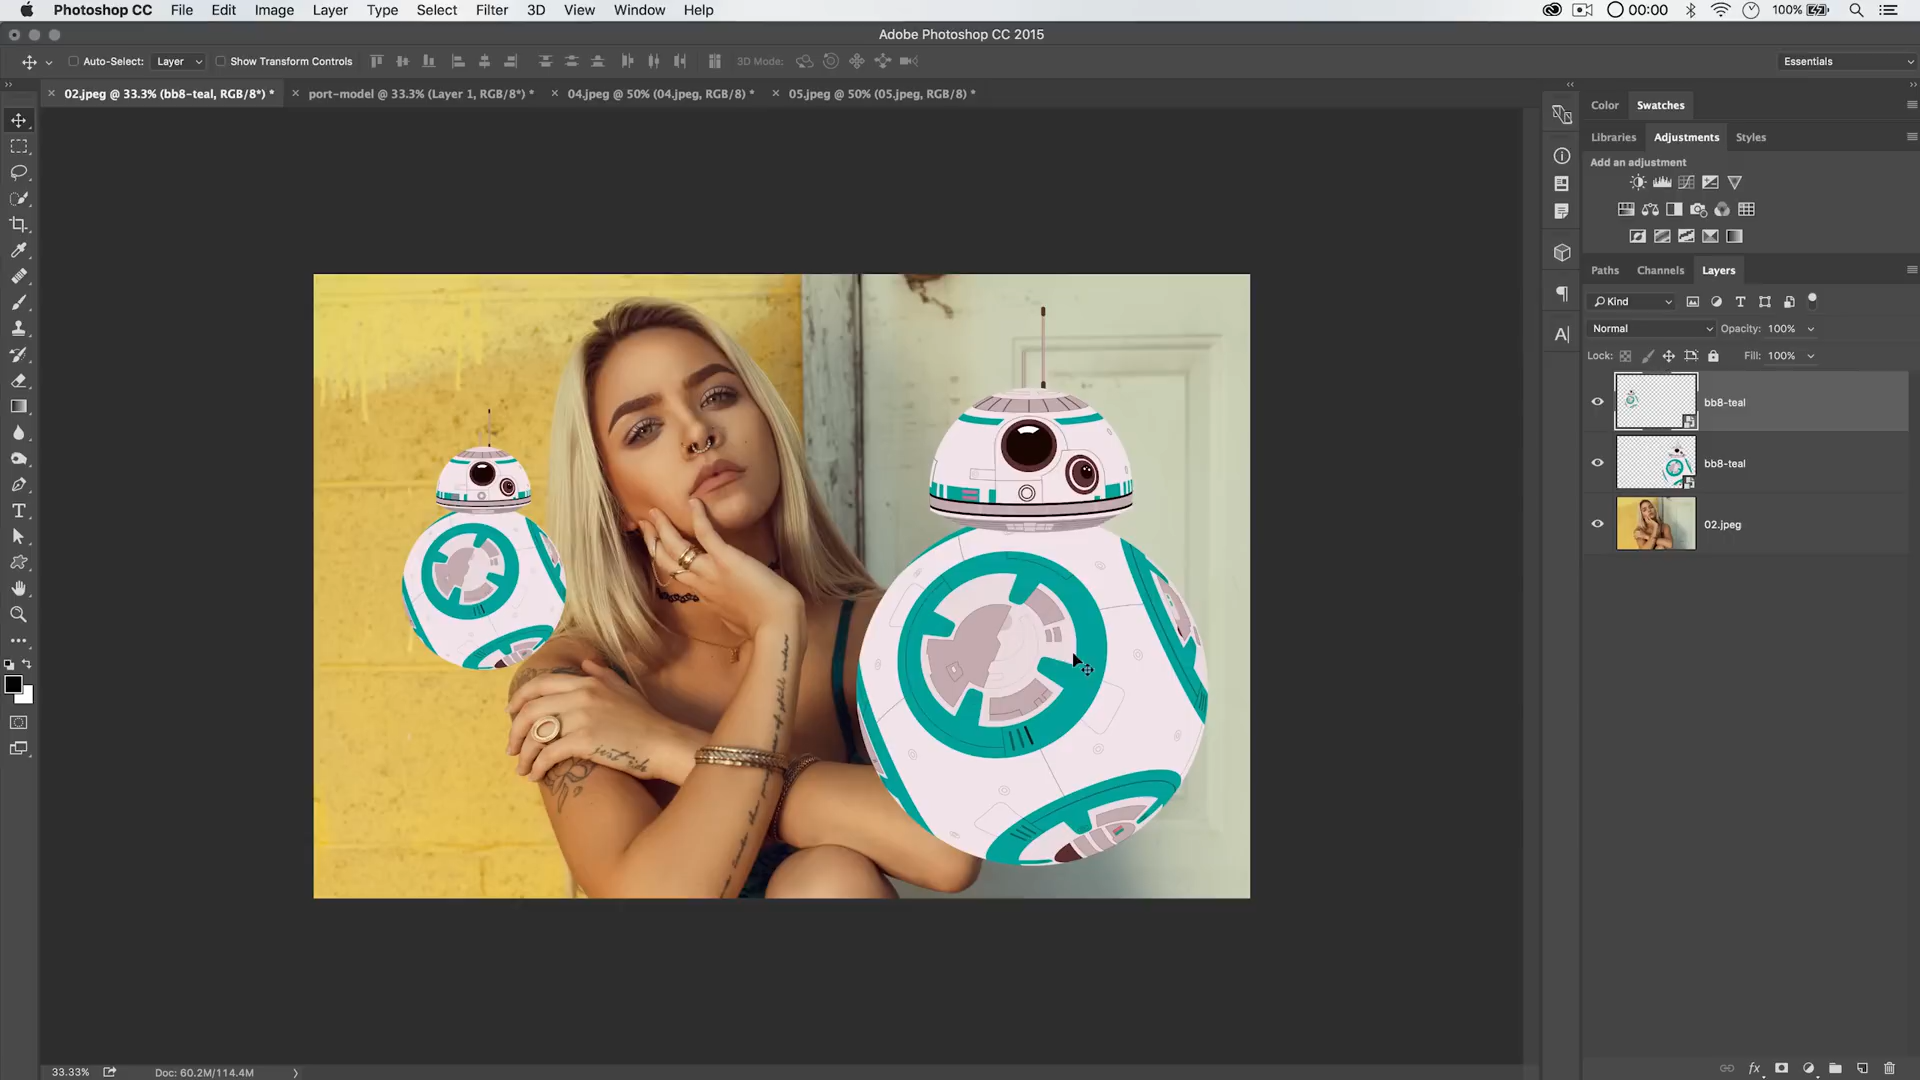 Photoshop CC File Edit Image Layer Type Select Filter 3D View Window Help 00:00 100%
Adobe Photoshop CC 2015
Auto-Select: Layer Show Transform Controls 3D Mode: Essentials
02.jpeg @ 33.3% (bb8-teal, RGB/8*) * port-model @ 33.3% (Layer 1, RGB/8*) * 04.jpeg @ 50% (04.jpeg, RGB/8) * 05.jpeg @ 50% (05.jpeg, RGB/8) *
Color Swatches
Libraries Adjustments Styles
Add an adjustment
Paths Channels Layers
Kind
Normal Opacity: 100%
Lock: Fill: 100%
bb8-teal
bb8-teal
02.jpeg
just ride
33.33% Doc: 60.2M/114.4M